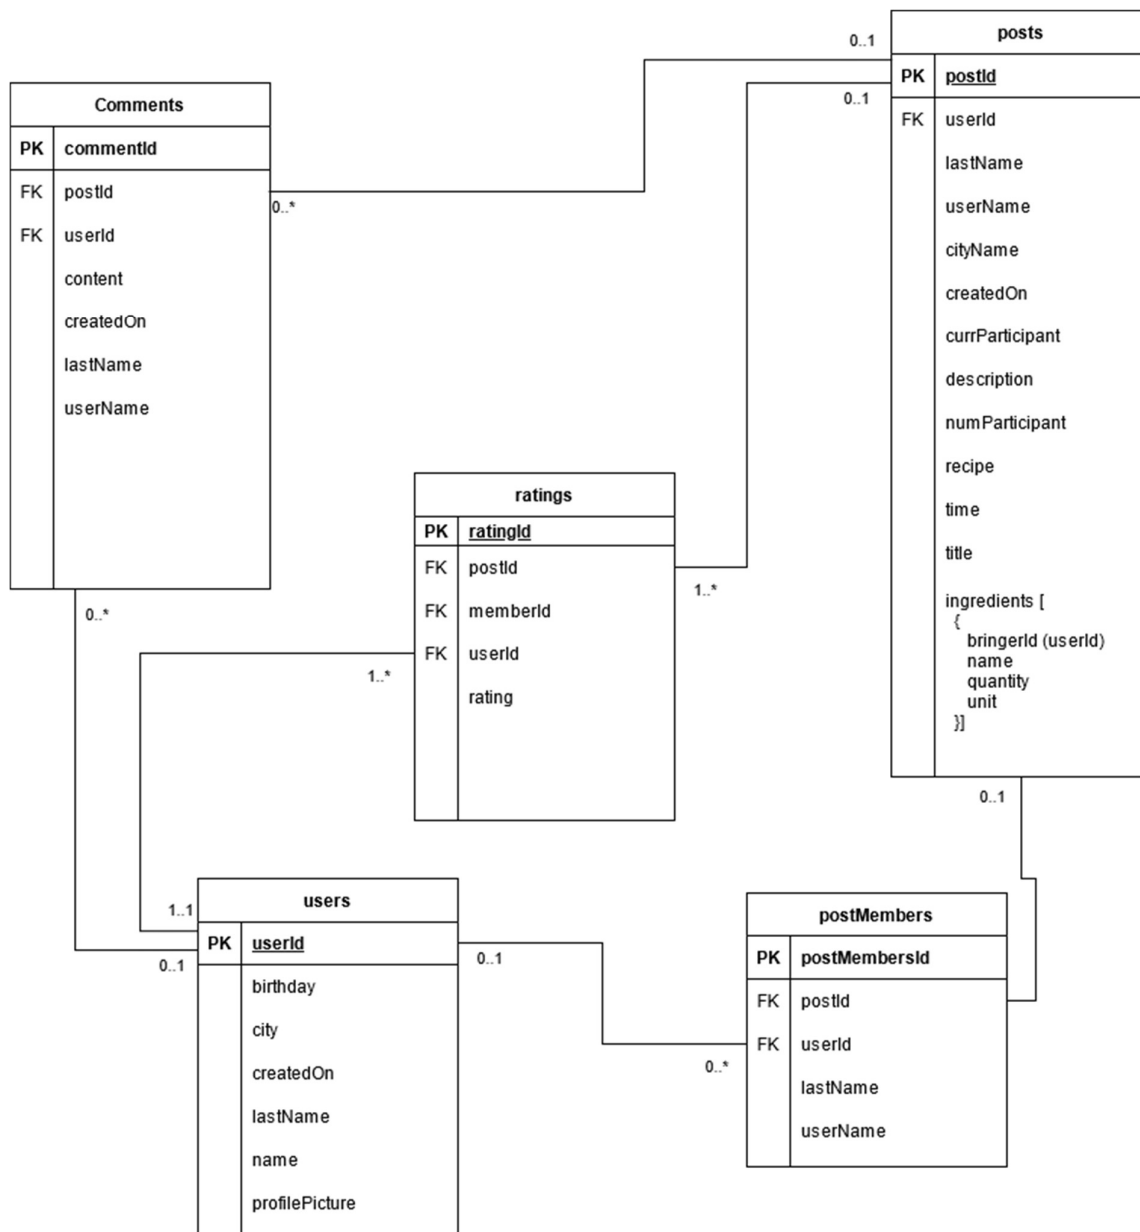 Comments
PK commentId
FK postId
FK userId
content
createdOn
lastName
userName
0..*
0..*
0..1
0..1
posts
PK postId
FK userId
lastName
userName
cityName
createdOn
currParticipant
description
numParticipant
recipe
time
title
ingredients [
{
bringerId (userId)
name
quantity
unit
}]
0..1
ratings
PK ratingId
FK postId
FK memberId
FK userId
rating
1..*
1..*
1..1
0..1
users
PK userId
birthday
city
createdOn
lastName
name
profilePicture
0..1
0..*
postMembers
PK postMembersId
FK postId
FK userId
lastName
userName